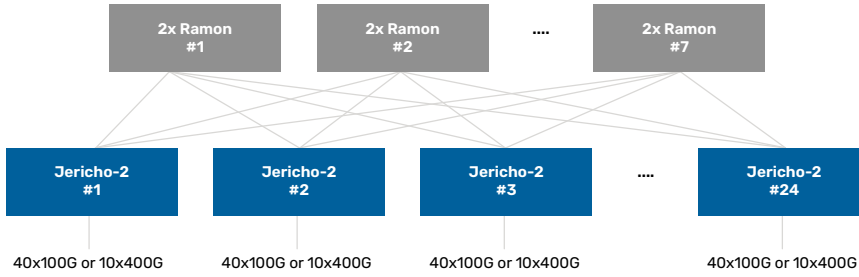 2x Ramon
#1
2x Ramon
#2
....
2x Ramon
#7
Jericho-2
#1
Jericho-2
#2
Jericho-2
#3
....
Jericho-2
#24
40x100G or 10x400G
40x100G or 10x400G
40x100G or 10x400G
40x100G or 10x400G